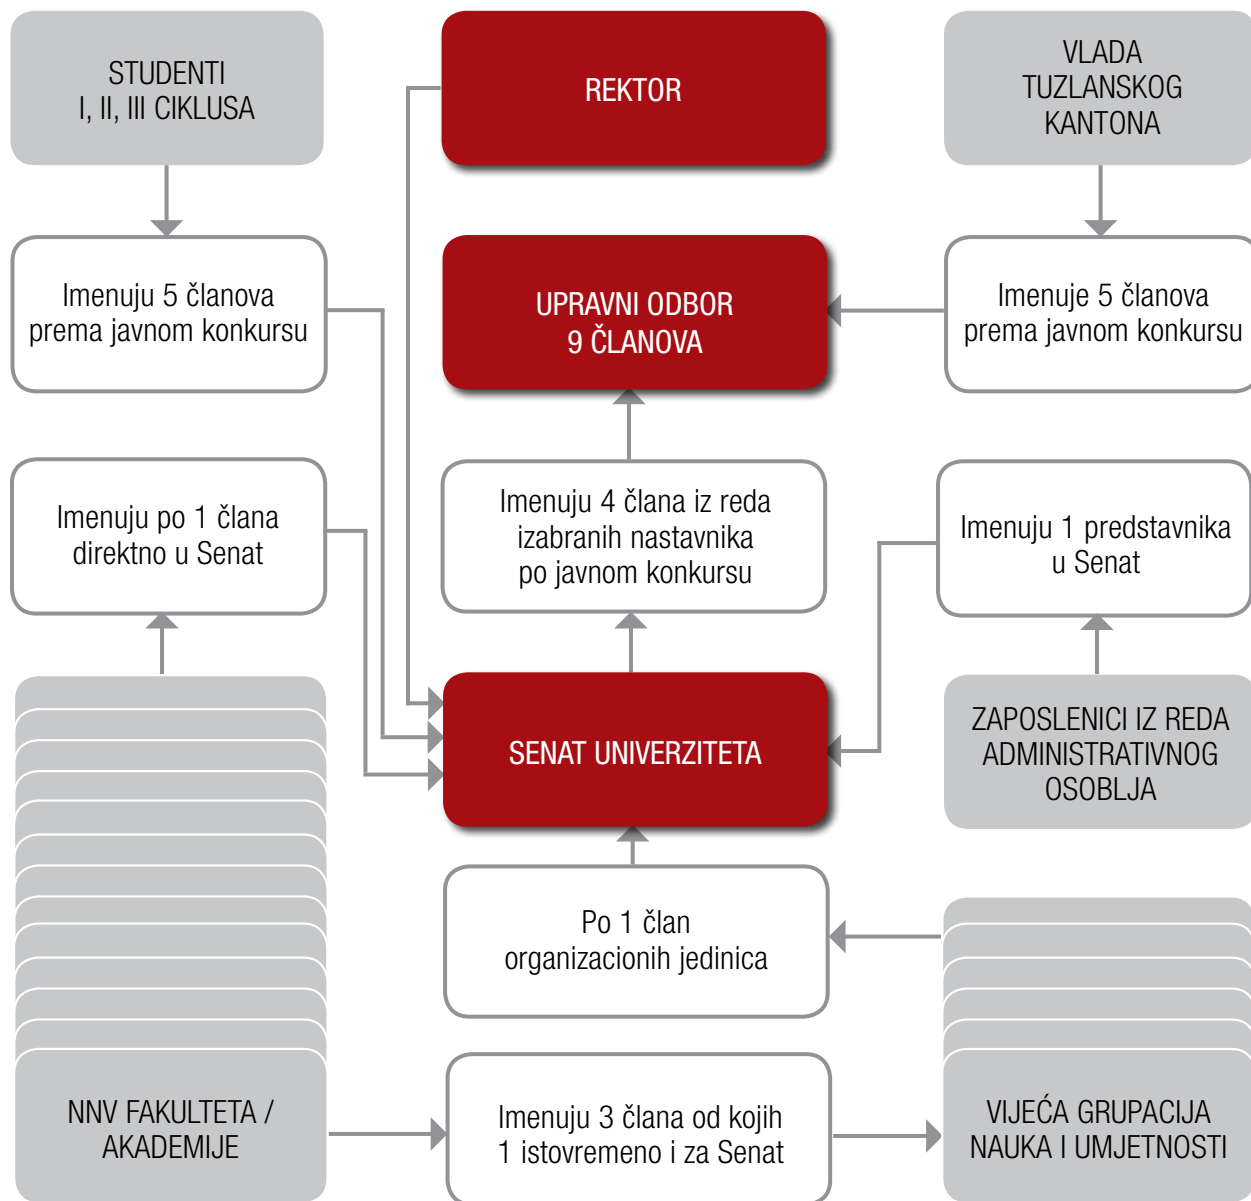 STUDENTI
I, II, III CIKLUSA
REKTOR
VLADA
TUZLANSKOG
KANTONA
Imenuju 5 članova
prema javnom konkursu
UPRAVNI ODBOR
9 ČLANOVA
Imenuje 5 članova
prema javnom konkursu
Imenuju po 1 člana
direktno u Senat
Imenuju 4 člana iz reda
izabranih nastavnika
po javnom konkursu
Imenuju 1 predstavnika
u Senat
SENAT UNIVERZITETA
ZAPOSLENICI IZ REDA
ADMINISTRATIVNOG
OSOBLJA
Po 1 član
organizacionih jedinica
NNV FAKULTETA /
AKADEMIJE
Imenuju 3 člana od kojih
1 istovremeno i za Senat
VIJEĆA GRUPACIJA
NAUKA I UMJETNOSTI